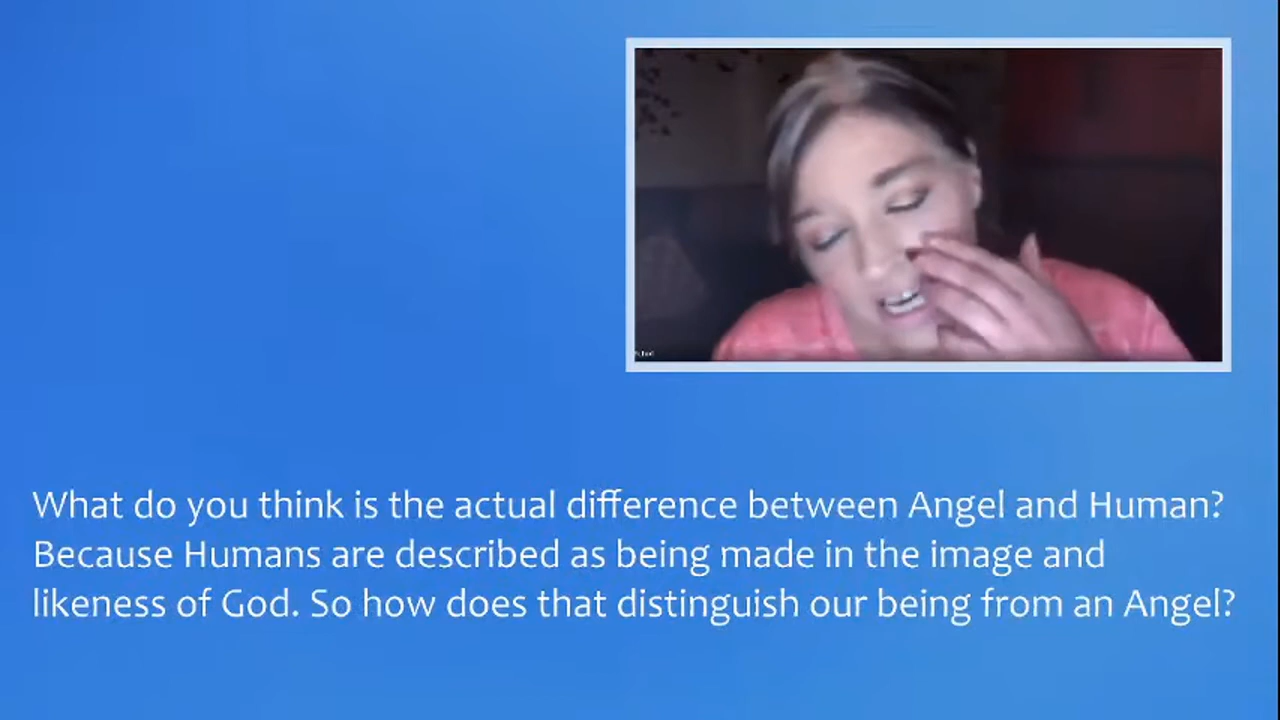 What do you think is the actual difference between Angel and Human?
Because Humans are described as being made in the image and
likeness of God. So how does that distinguish our being from an Angel?